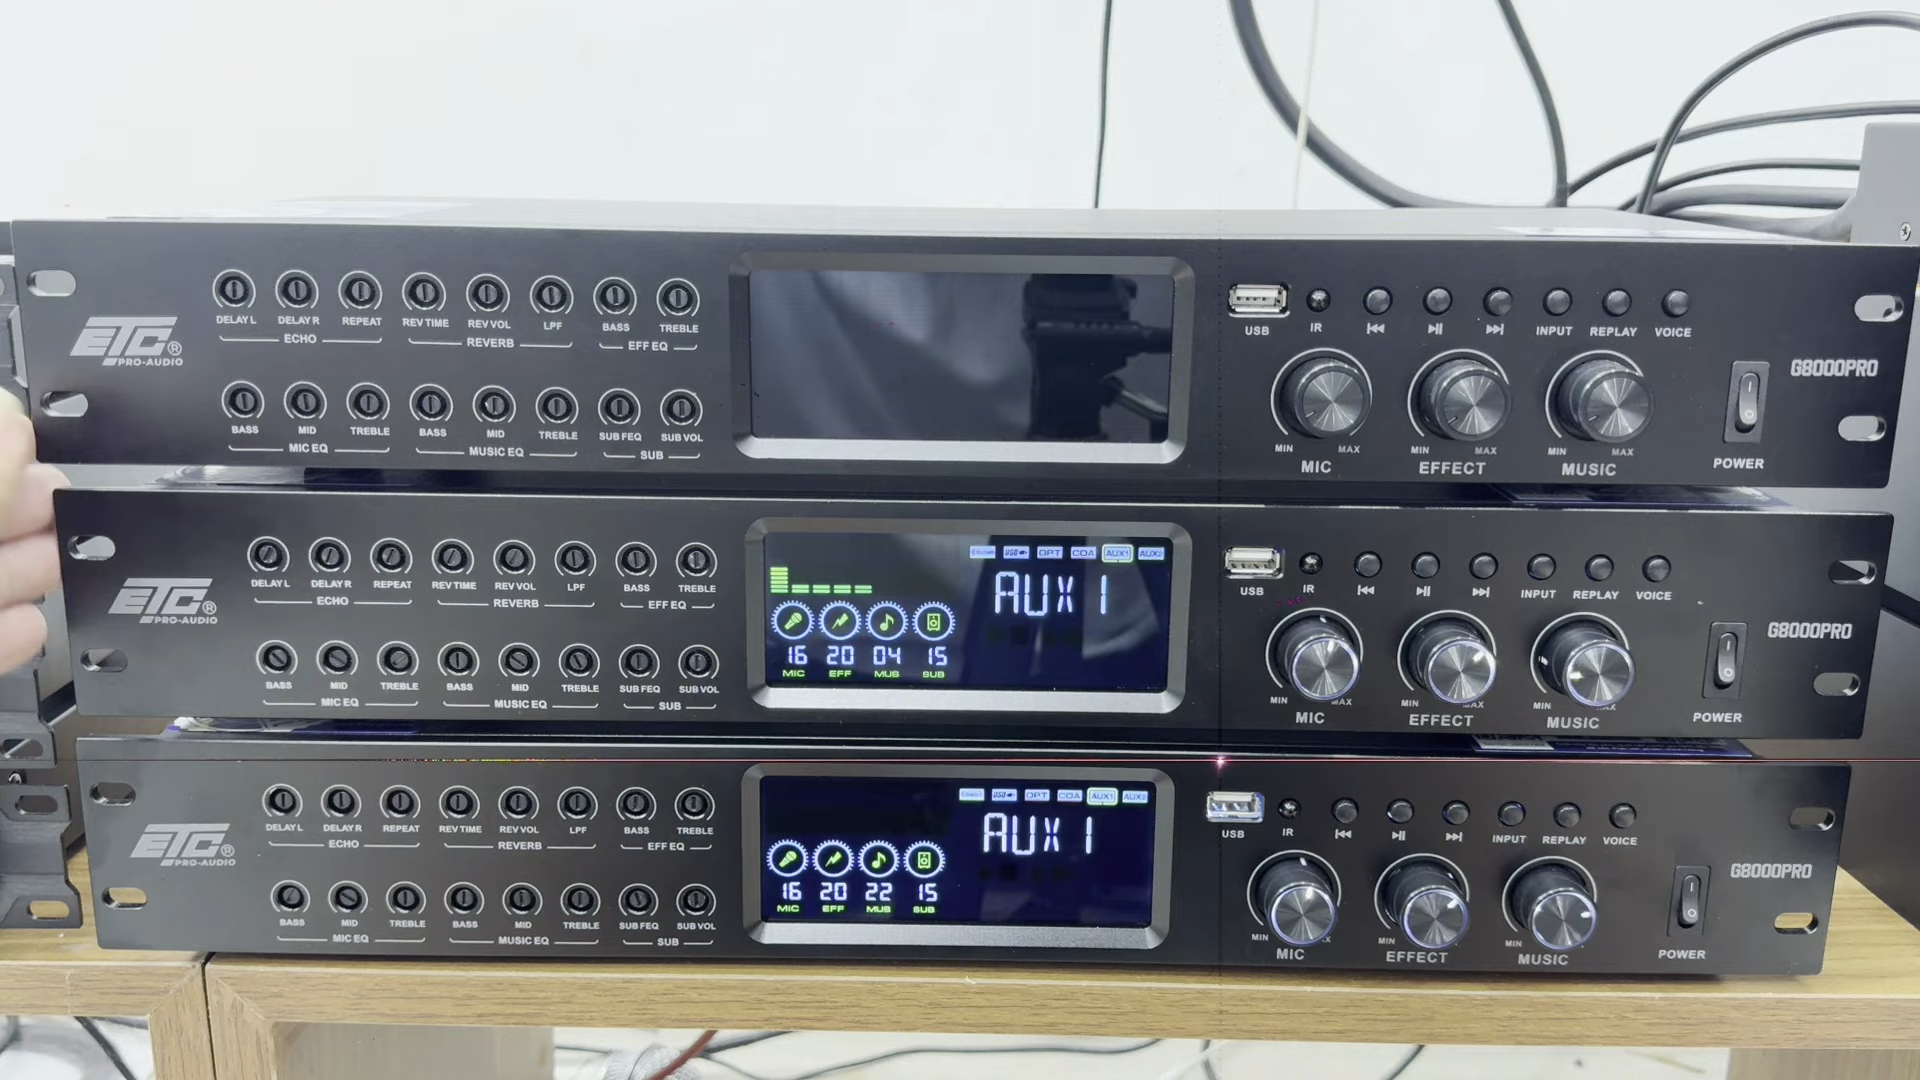 DELAY L DELAY R REPEAT REV TIME REV VOL LPF BASS TREBLE
ECHO REVERB EFF EQ
ETC®
PRO-AUDIO
BASS MID TREBLE BASS MID TREBLE SUB FEQ SUB VOL
MIC EQ MUSIC EQ SUB
USB IR INPUT REPLAY VOICE
G8000PRO
MIN MAX MIN MAX MIN MAX
MIC EFFECT MUSIC POWER
DELAY L DELAY R REPEAT REV TIME REV VOL LPF BASS TREBLE
ECHO REVERB EFF EQ
ETC®
PRO-AUDIO
BASS MID TREBLE BASS MID TREBLE SUB FEQ SUB VOL
MIC EQ MUSIC EQ SUB
USB OPT COA AUX1 AUX2
AUX 1
16 20 04 15
MIC EFF MUS SUB
USB IR INPUT REPLAY VOICE
G8000PRO
MIN MAX MIN AX MIN
MIC EFFECT MUSIC POWER
DELAY L DELAY R REPEAT REV TIME REV VOL LPF BASS TREBLE
ECHO REVERB EFF EQ
ETC®
PRO-AUDIO
BASS MID TREBLE BASS MID TREBLE SUB FEQ SUB VOL
MIC EQ MUSIC EQ SUB
USB OPT COA AUX1 AUX2
AUX 1
16 20 22 15
MIC EFF MUS SUB
USB IR INPUT REPLAY VOICE
G8000PRO
MIN MIN MIN
MIC EFFECT MUSIC POWER